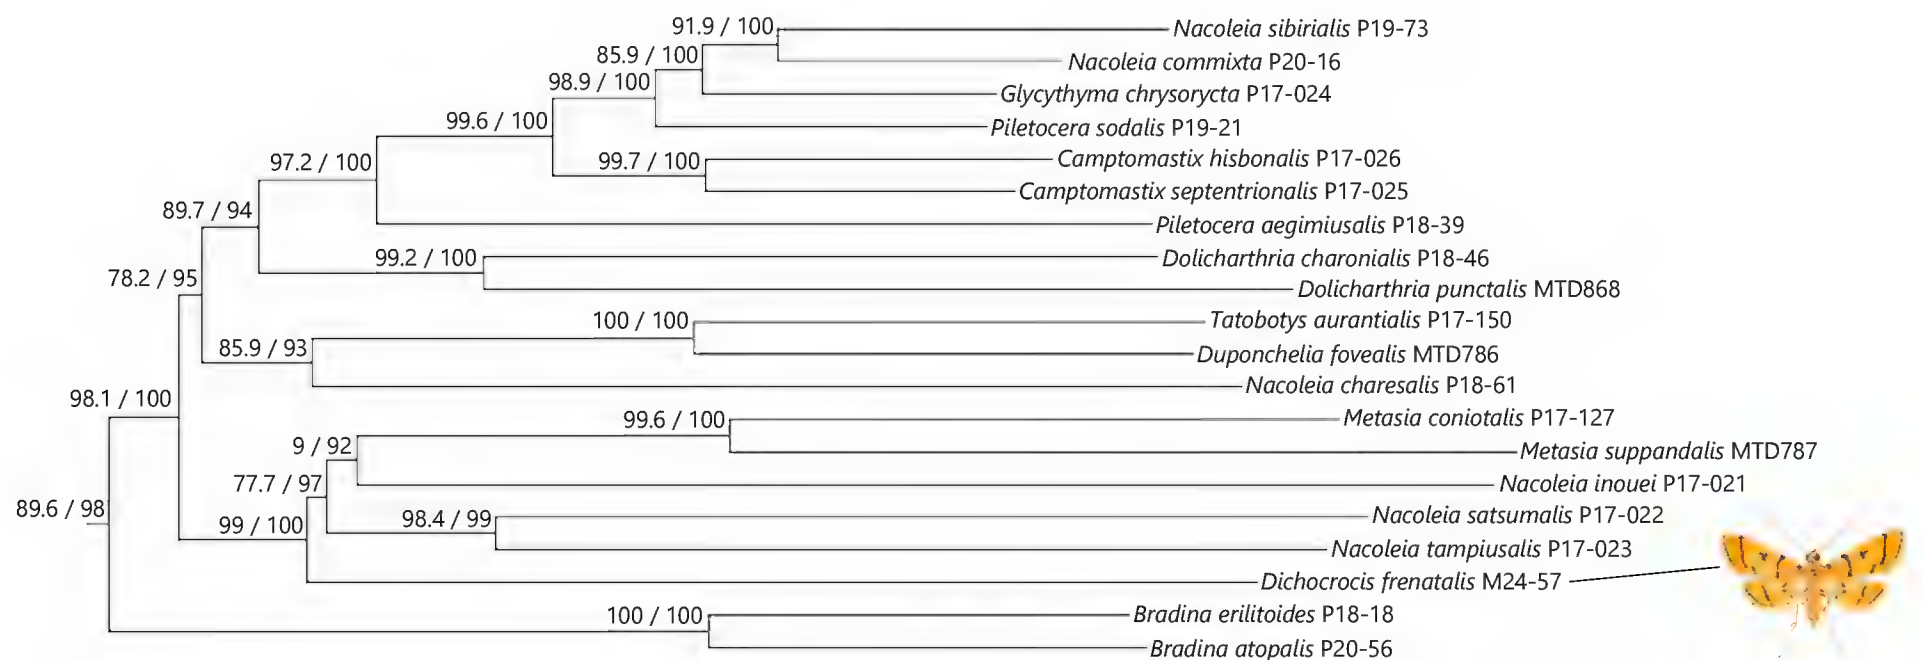 91.9 / 100
Nacoleia sibirialis P19-73
85.9 / 100
Nacoleia commixta P20-16
98.9 / 100
Glycythyma chrysorycta P17-024
99.6 / 100
Piletocera sodalis P19-21
97.2 / 100
99.7 / 100
Camptomastix hisbonalis P17-026
Camptomastix septentrionalis P17-025
89.7 / 94
Piletocera aegimiusalis P18-39
99.2 / 100
Dolicharthria charonialis P18-46
78.2 / 95
Dolicharthria punctalis MTD868
100 / 100
Tatobotys aurantialis P17-150
85.9 / 93
Duponchelia fovealis MTD786
Nacoleia charesalis P18-61
98.1 / 100
99.6 / 100
Metasia coniotalis P17-127
9 / 92
Metasia suppandalis MTD787
77.7 / 97
Nacoleia inouei P17-021
89.6 / 98
99 / 100
98.4 / 99
Nacoleia satsumalis P17-022
Nacoleia tampiusalis P17-023
Dichocrocis frenatalis M24-57
100 / 100
Bradina erilitoides P18-18
Bradina atopalis P20-56